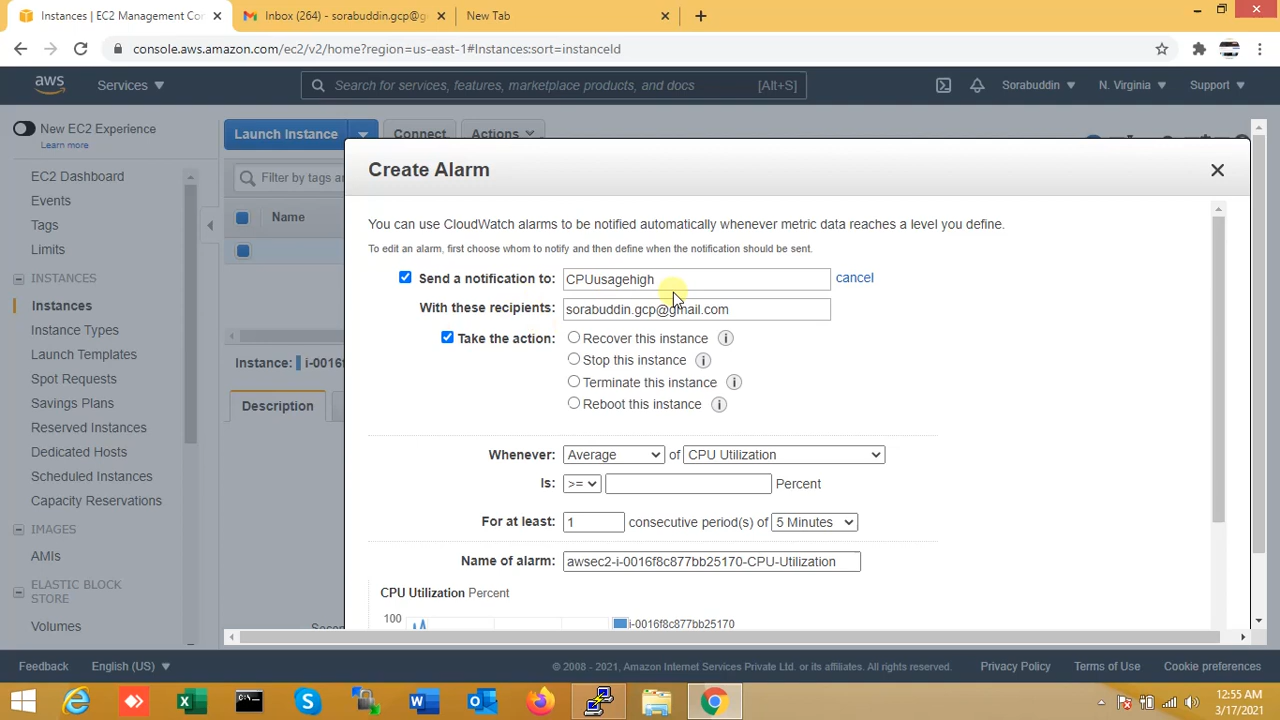 Instances | EC2 Management Cor
Inbox (264) - sorabuddin.gcp@g
New Tab
console.aws.amazon.com/ec2/v2/home?region=us-east-1#Instances:sort=instanceId
aws
Services
Search for services, features, marketplace products, and docs
[Alt+S]
Sorabuddin
N. Virginia
Support
New EC2 Experience
Learn more
Launch Instance
Connect
Actions
EC2 Dashboard
Events
Tags
Limits
INSTANCES
Instances
Instance Types
Launch Templates
Spot Requests
Savings Plans
Reserved Instances
Dedicated Hosts
Scheduled Instances
Capacity Reservations
IMAGES
AMIs
ELASTIC BLOCK
STORE
Volumes
Filter by tags a
Name
Instance: i-0016f
Description
Create Alarm
You can use CloudWatch alarms to be notified automatically whenever metric data reaches a level you define.
To edit an alarm, first choose whom to notify and then define when the notification should be sent.
Send a notification to: CPUusagehigh cancel
With these recipients: sorabuddin.gcp@gmail.com
Take the action: Recover this instance i
Stop this instance i
Terminate this instance i
Reboot this instance i
Whenever: Average of CPU Utilization
Is: >= Percent
For at least: 1 consecutive period(s) of 5 Minutes
Name of alarm: awsec2-i-0016f8c877bb25170-CPU-Utilization
CPU Utilization Percent
100
i-0016f8c877bb25170
Feedback
English (US)
© 2008 - 2021, Amazon Internet Services Private Ltd. or its affiliates. All rights reserved.
Privacy Policy
Terms of Use
Cookie preferences
12:55 AM
3/17/2021